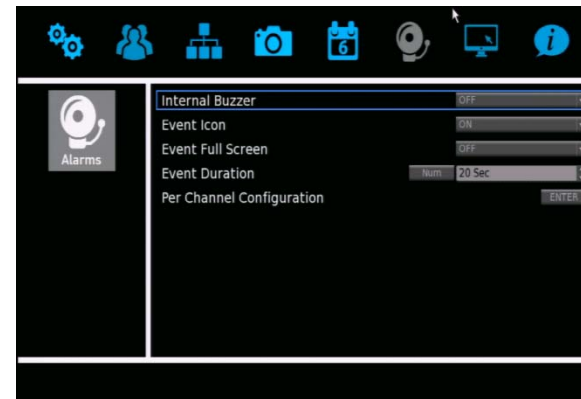 6
i
Alarms
Internal Buzzer OFF
Event Icon ON
Event Full Screen OFF
Event Duration Num 20 Sec
Per Channel Configuration ENTER